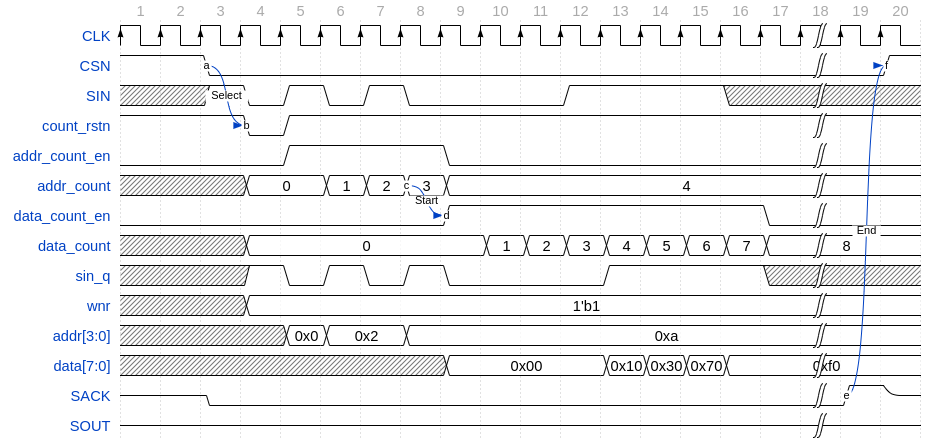 1 2 3 4 5 6 7 8 9 10 11 12 13 14 15 16 17 18 19 20
CLK
CSN a f
SIN Select
count_rstn b
addr_count_en
addr_count 0 1 2 c 3 4
Start
data_count_en d
End
data_count 0 1 2 3 4 5 6 7 8
sin_q
wnr 1'b1
addr[3:0] 0x0 0x2 0xa
data[7:0] 0x00 0x10 0x30 0x70 0xf0
SACK e
SOUT